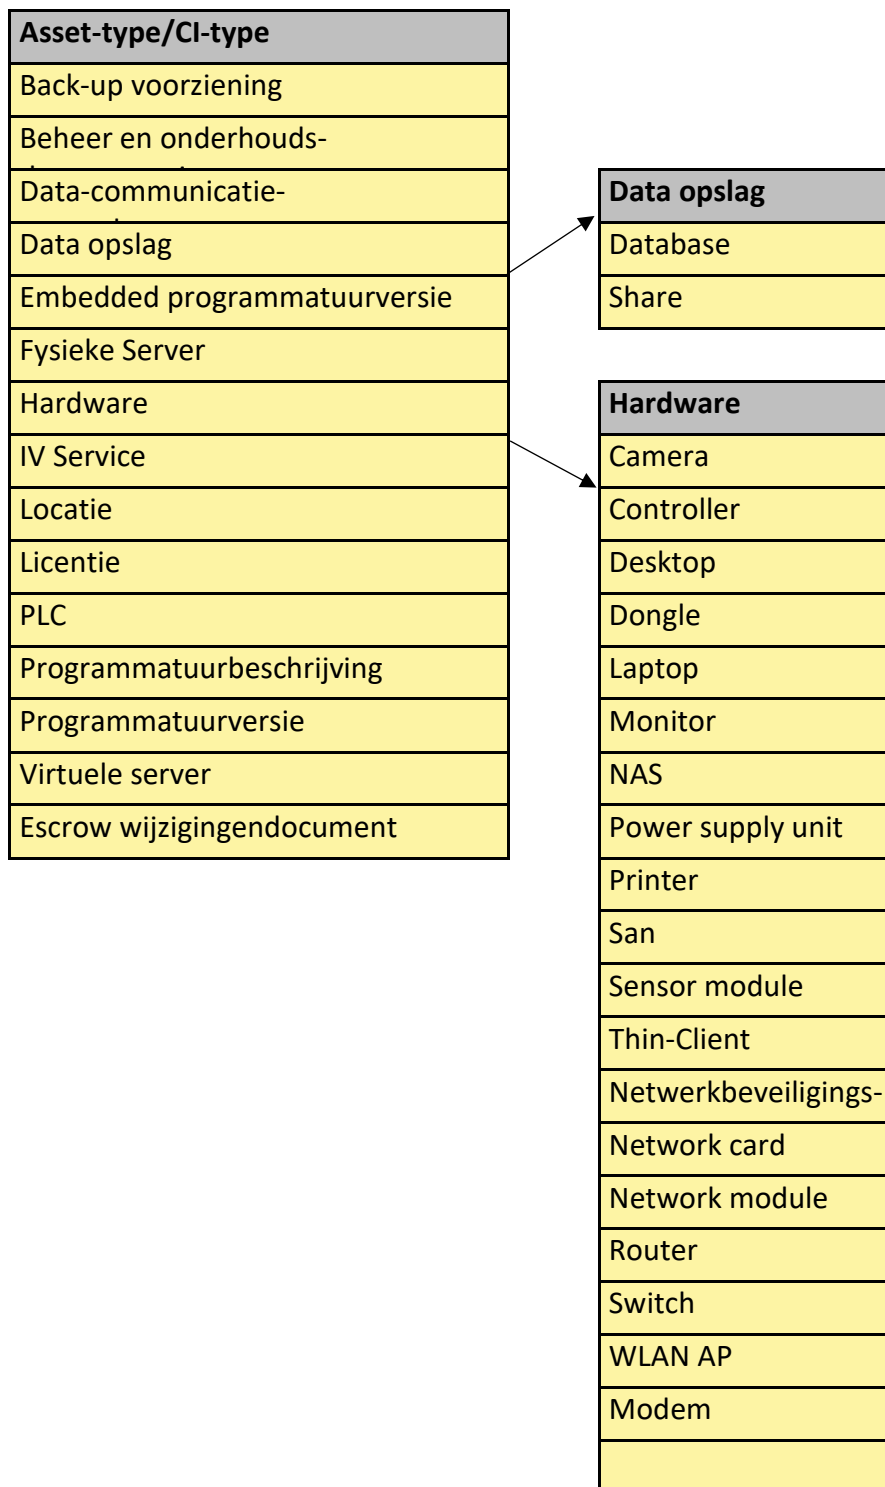 Asset-type/CI-type
Back-up voorziening
Beheer en onderhouds-
Data-communicatie-
Data opslag
Embedded programmatuurversie
Fysieke Server
Hardware
IV Service
Locatie
Licentie
PLC
Programmatuurbeschrijving
Programmatuurversie
Virtuele server
Escrow wijzigingendocument
Data opslag
Database
Share
Hardware
Camera
Controller
Desktop
Dongle
Laptop
Monitor
NAS
Power supply unit
Printer
San
Sensor module
Thin-Client
Netwerkbeveiligings-
Network card
Network module
Router
Switch
WLAN AP
Modem